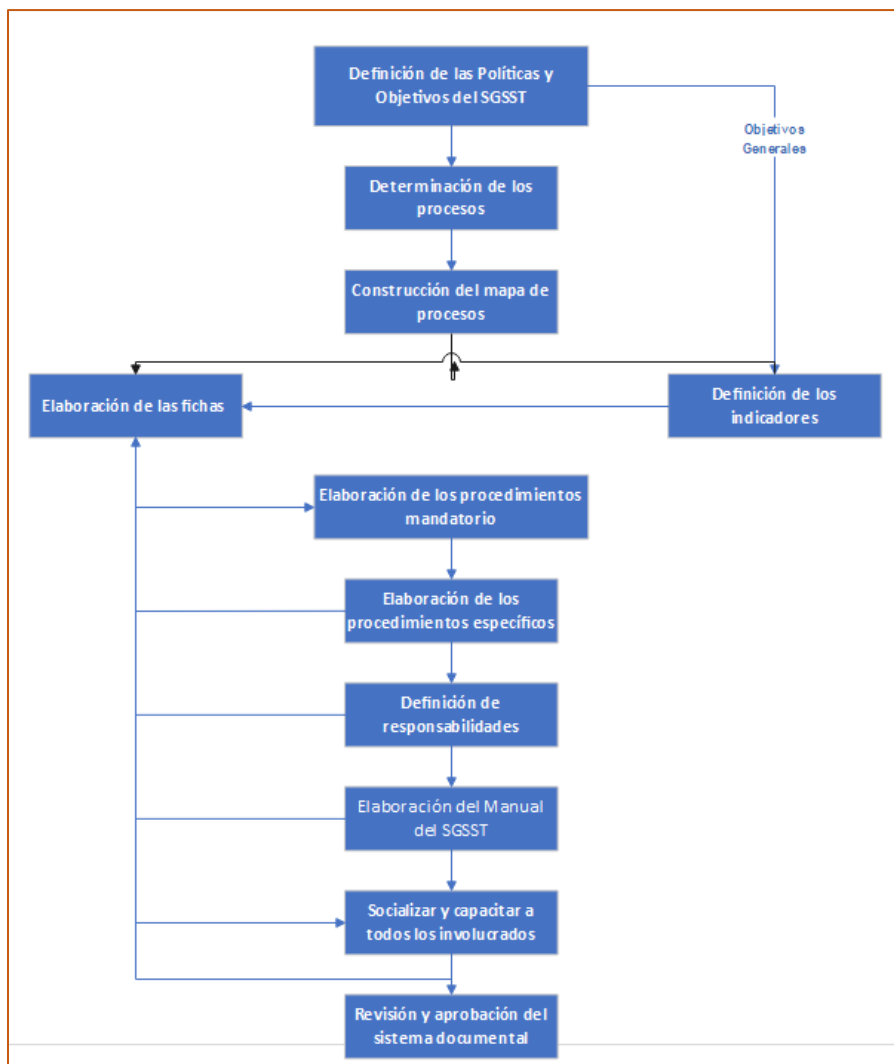 Definición de las Políticas y
Objetivos del SGSST
Objetivos
Generales
Determinación de los
procesos
Construcción del mapa de
procesos
Elaboración de las fichas
Definición de los
indicadores
Elaboración de los procedimientos
mandatorio
Elaboración de los
procedimientos específicos
Definición de
responsabilidades
Elaboración del Manual
del SGSST
Socializar y capacitar a
todos los involucrados
Revisión y aprobación del
sistema documental